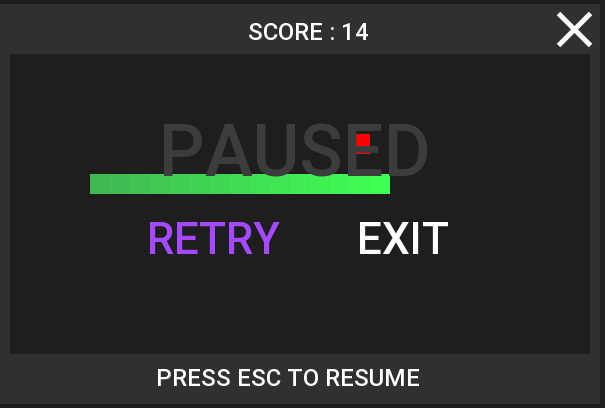 SCORE : 14
PAUSED
RETRY EXIT
PRESS ESC TO RESUME